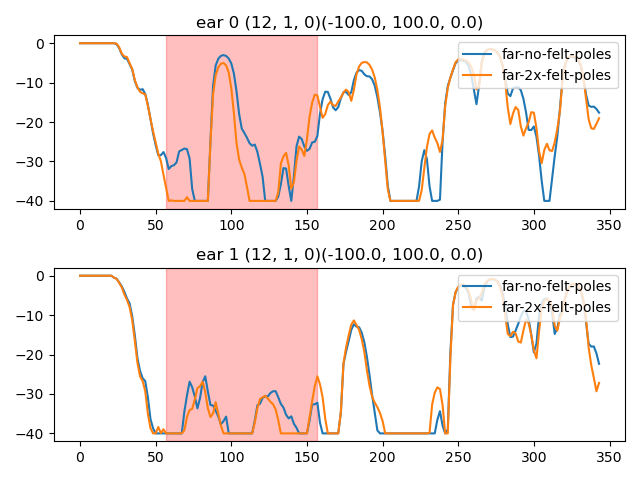 ear 0 (12, 1, 0)(-100.0, 100.0, 0.0)
0
−10
−20
−30
−40
far-no-felt-poles
far-2x-felt-poles
0 50 100 150 200 250 300 350
ear 1 (12, 1, 0)(-100.0, 100.0, 0.0)
0
−10
−20
−30
−40
far-no-felt-poles
far-2x-felt-poles
0 50 100 150 200 250 300 350